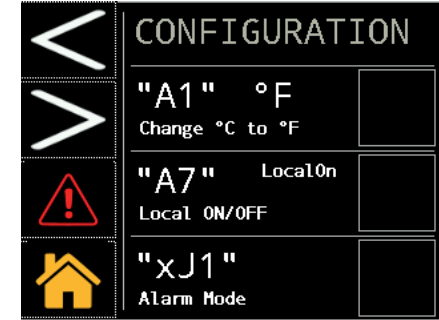 CONFIGURATION
"A1" °F
Change °C to °F
"A7" LocalOn
Local ON/OFF
"xJ1"
Alarm Mode